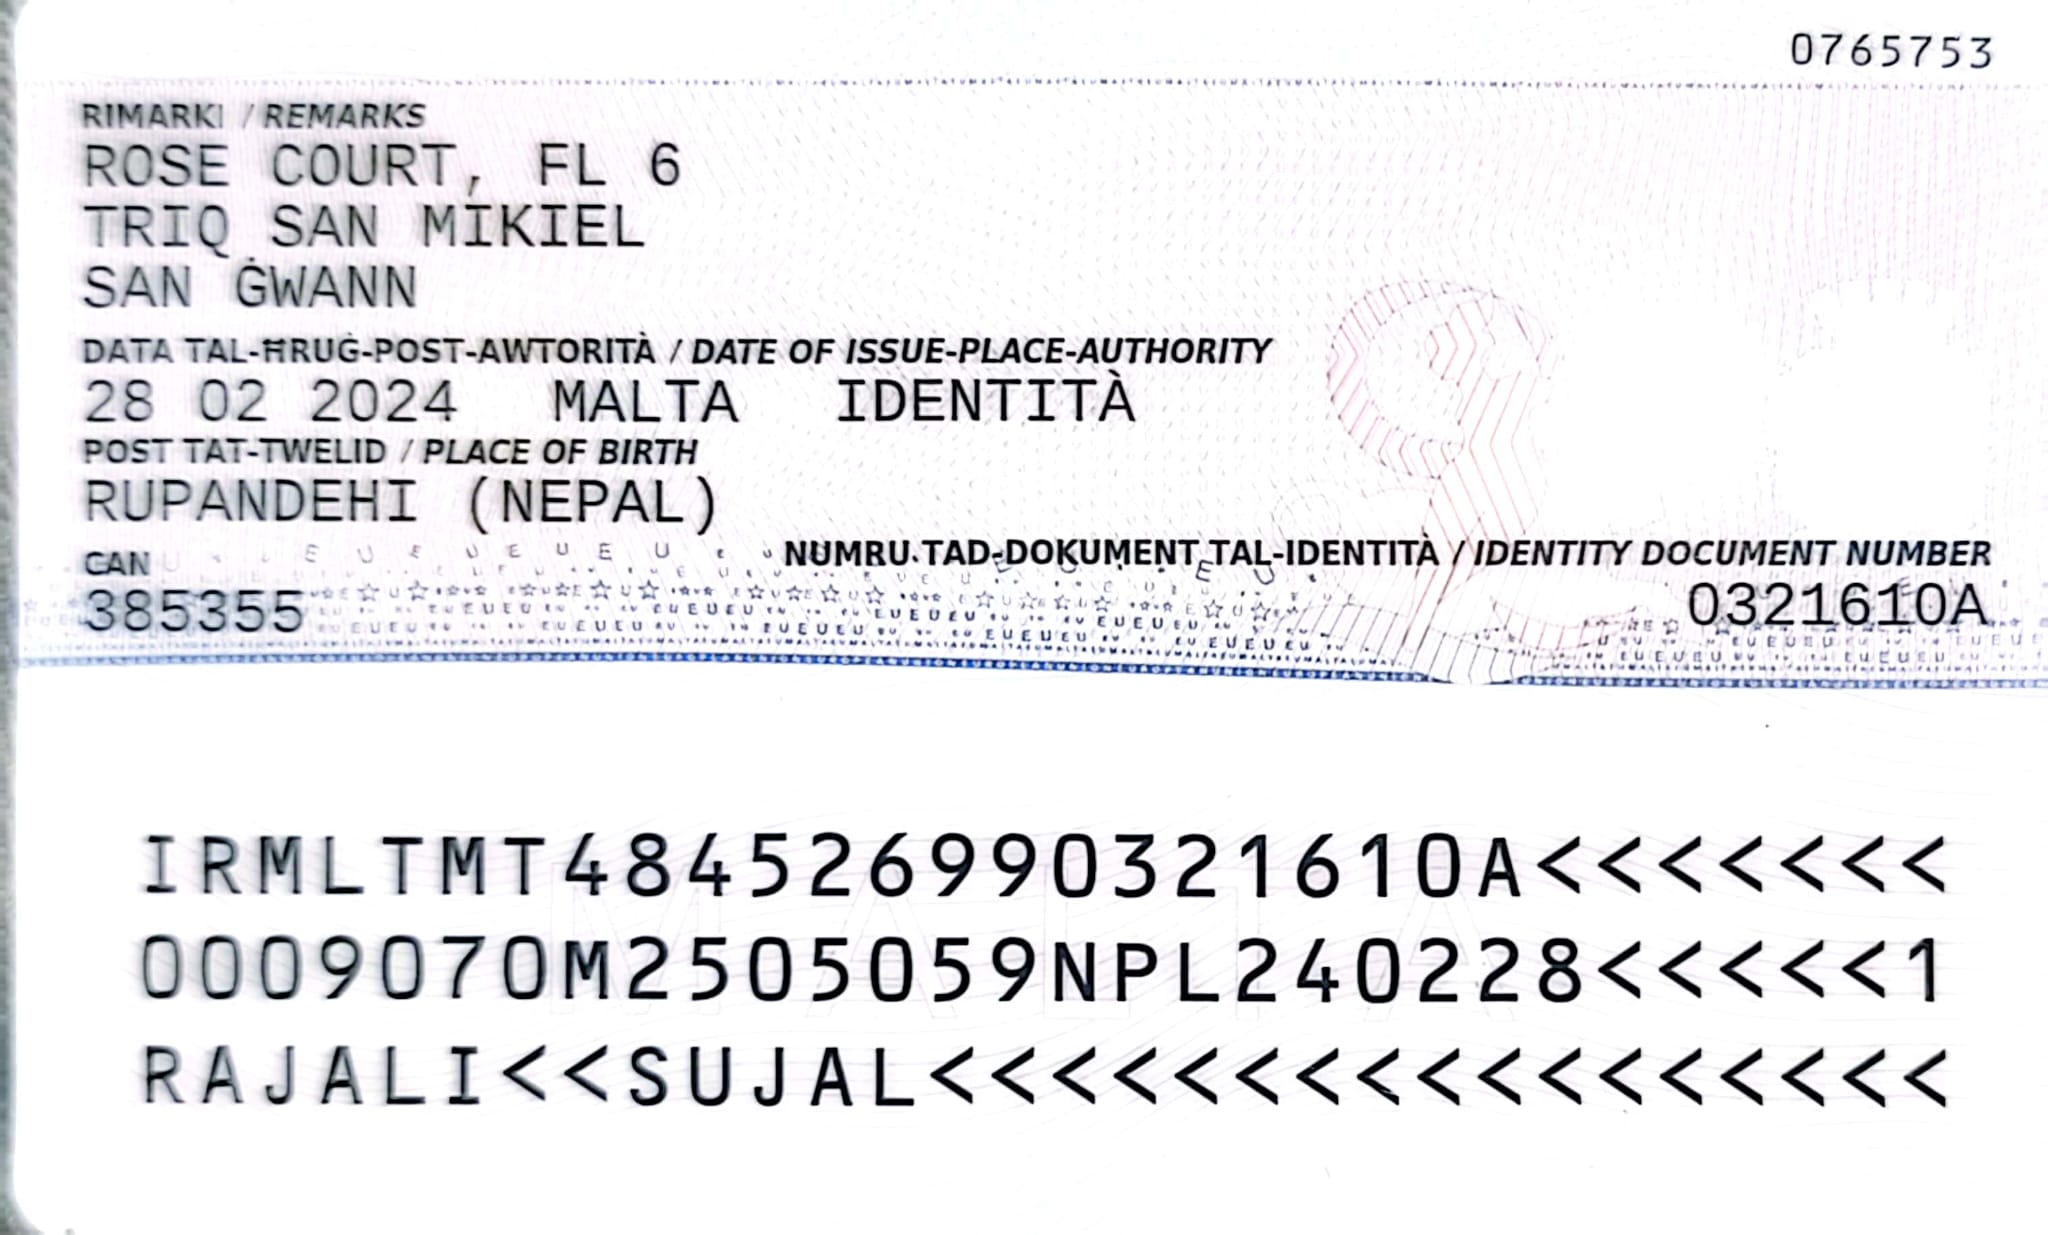 0765753
RIMARKI / REMARKS
ROSE COURT, FL 6
TRIQ SAN MIKIEL
SAN ĠWANN
DATA TAL-ĦRUĠ-POST-AWTORITÀ / DATE OF ISSUE-PLACE-AUTHORITY
28 02 2024 MALTA IDENTITÀ
POST TAT-TWELID / PLACE OF BIRTH
RUPANDEHI (NEPAL)
CAN
385355
NUMRU TAD-DOKUMENT TAL-IDENTITÀ / IDENTITY DOCUMENT NUMBER
0321610A
IRMLTMT484526990321610A<<<<<<<
0009070M2505059NPL240228<<<<<1
RAJALI<<SUJAL<<<<<<<<<<<<<<<<<